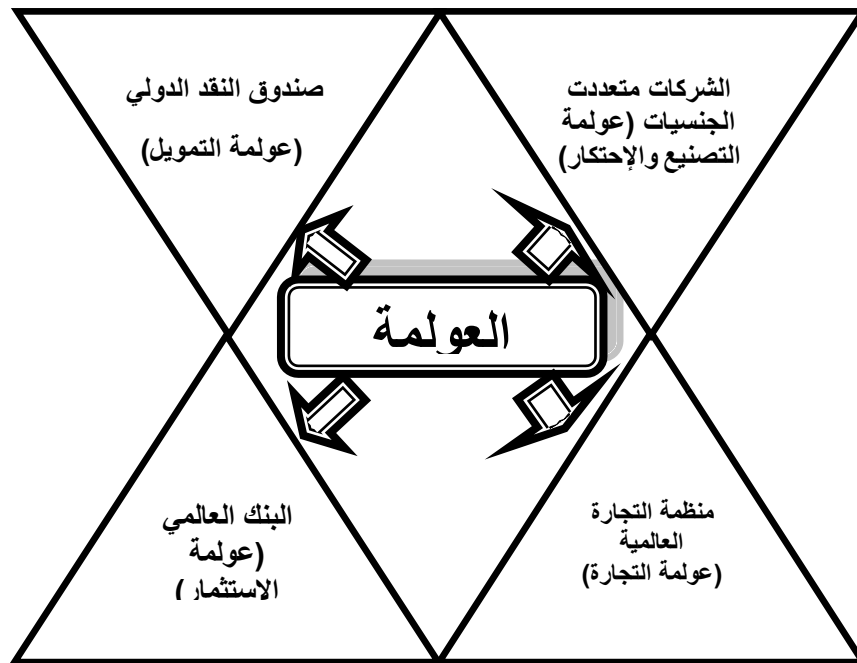 الشركات متعددت
الجنسيات (عولمة
التصنيع والإحتكار)
صندوق النقد الدولي
(عولمة التمويل)
العولمة
منظمة التجارة
العالمية
(عولمة التجارة)
البنك العالمي
(عولمة
الاستثمار)